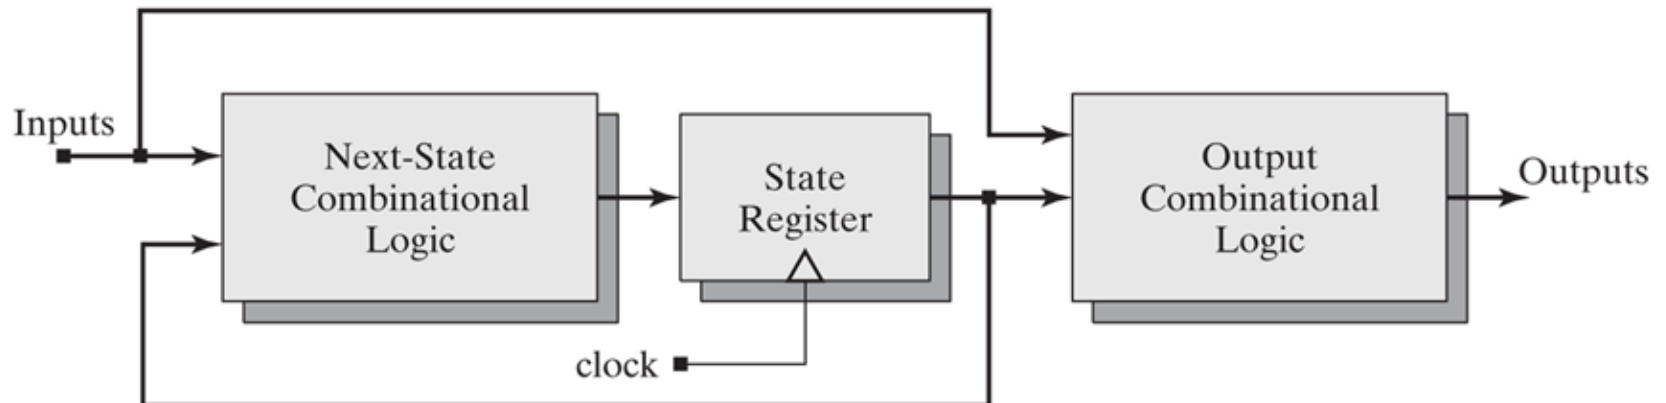 Inputs
Next-State
Combinational
Logic
State
Register
clock
Output
Combinational
Logic
Outputs